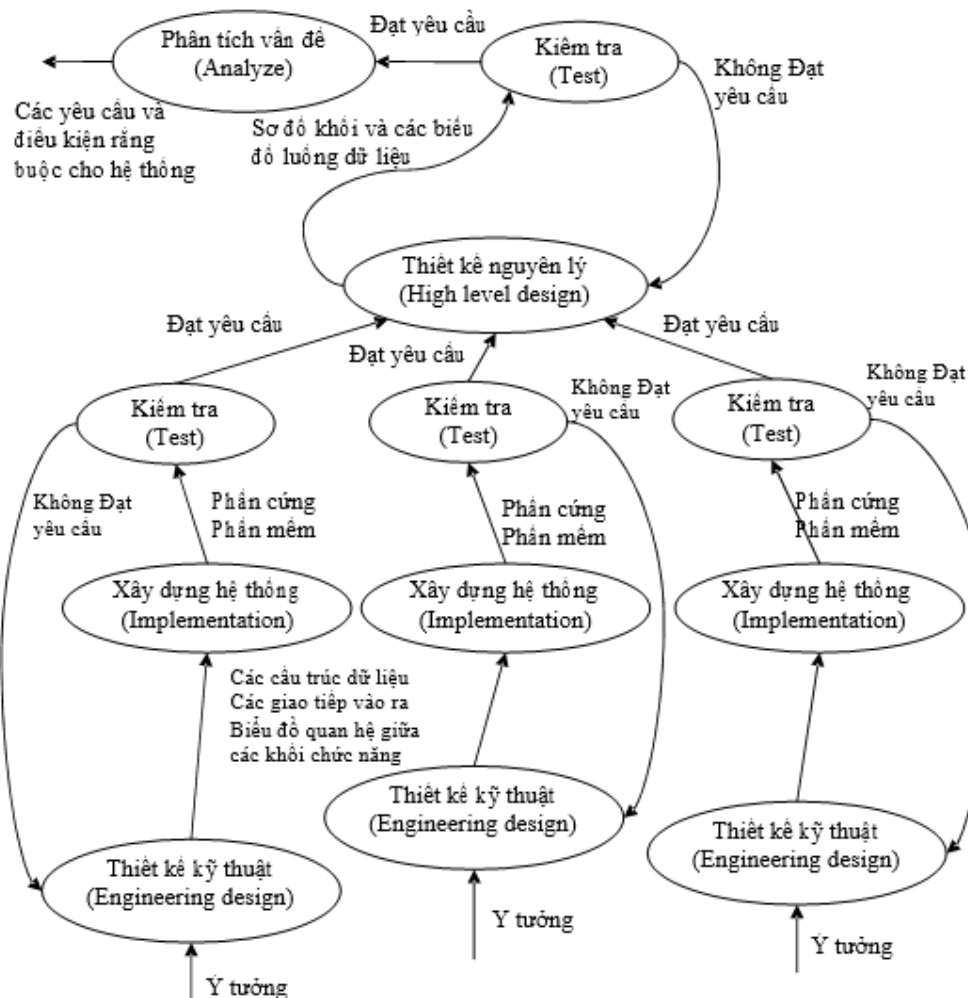 Phân tích vấn đề
(Analyze)
Đạt yêu cầu
Kiểm tra
(Test)
Không Đạt
yêu cầu
Các yêu cầu và
điều kiện rằng
buộc cho hệ thống
Sơ đồ khối và các biểu
đồ luồng dữ liệu
Thiết kế nguyên lý
(High level design)
Đạt yêu cầu
Đạt yêu cầu
Đạt yêu cầu
Kiểm tra
(Test)
Kiểm tra
(Test)
Không Đạt
yêu cầu
Kiểm tra
(Test)
Không Đạt
yêu cầu
Không Đạt
yêu cầu
Phần cứng
Phần mềm
Phần cứng
Phần mềm
Phần cứng
Phần mềm
Xây dựng hệ thống
(Implementation)
Xây dựng hệ thống
(Implementation)
Xây dựng hệ thống
(Implementation)
Các cấu trúc dữ liệu
Các giao tiếp vào ra
Biểu đồ quan hệ giữa
các khối chức năng
Thiết kế kỹ thuật
(Engineering design)
Thiết kế kỹ thuật
(Engineering design)
Thiết kế kỹ thuật
(Engineering design)
Ý tưởng
Ý tưởng
Ý tưởng